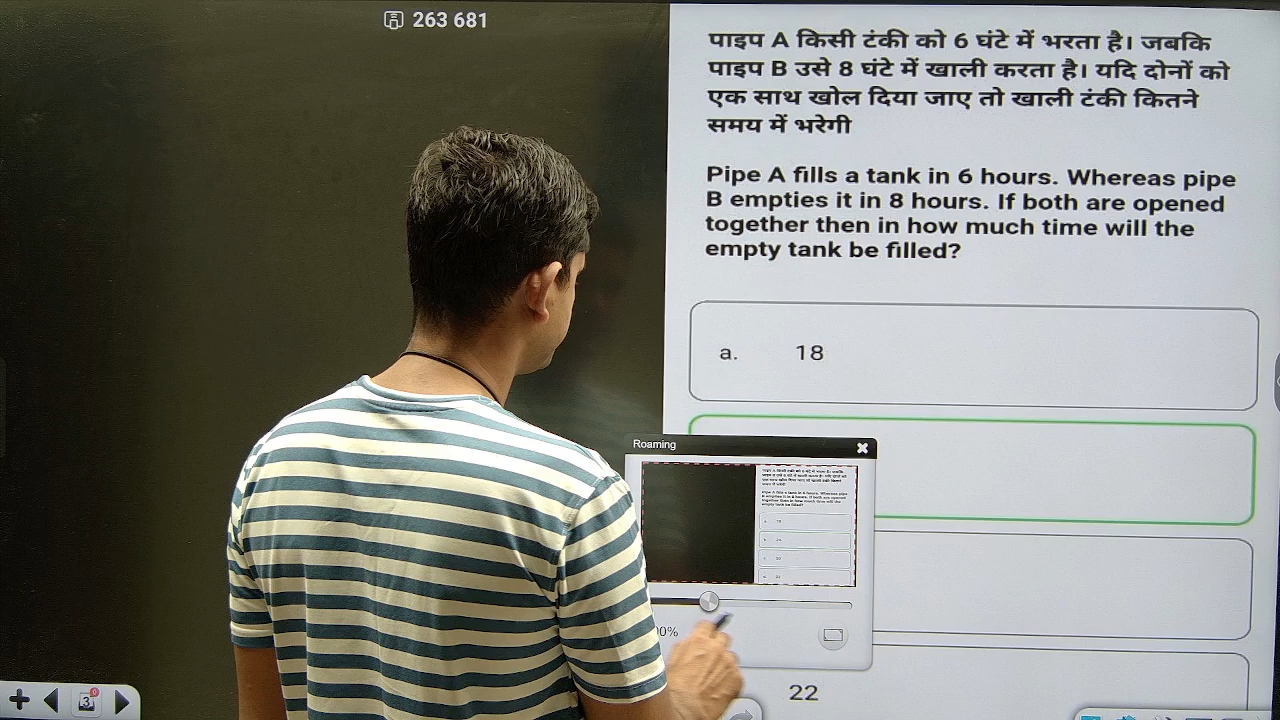 263 681
पाइप A किसी टंकी को 6 घंटे में भरता है। जबकि
पाइप B उसे 8 घंटे में खाली करता है। यदि दोनों को
एक साथ खोल दिया जाए तो खाली टंकी कितने
समय में भरेगी
Pipe A fills a tank in 6 hours. Whereas pipe
B empties it in 8 hours. If both are opened
together then in how much time will the
empty tank be filled?
a. 18
Roaming
22
3